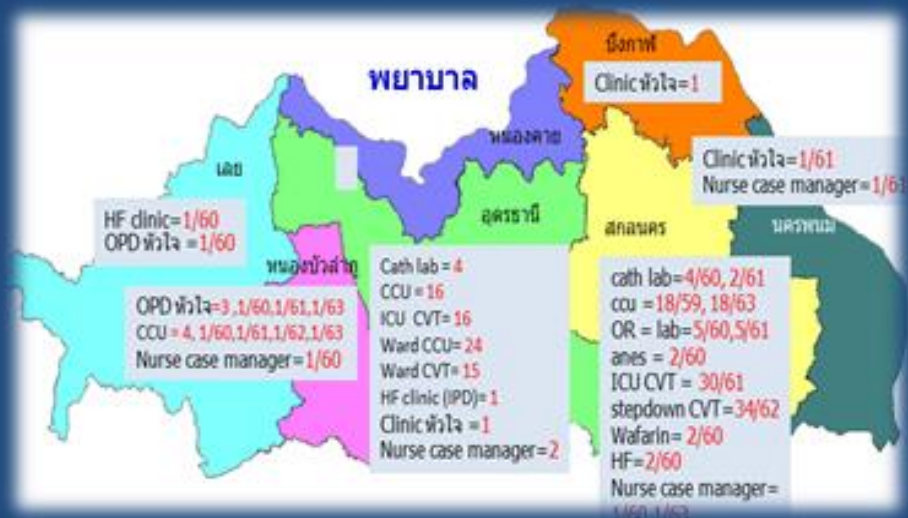 พยาบาล
บึงกาฬ
Clinic หัวใจ=1
หนองคาย
เลย
Clinic หัวใจ=1/61
Nurse case manager=1/61
HF clinic=1/60
OPD หัวใจ =1/60
อุดรธานี
สกลนคร
นครพนม
หนองบัวลำภู
OPD หัวใจ=3 ,1/60,1/61,1/63
CCU = 4, 1/60,1/61,1/62,1/63
Nurse case manager=1/60
Cath lab = 4
CCU = 16
ICU CVT= 16
Ward CCU= 24
Ward CVT= 15
HF clinic (IPD)= 1
Clinic หัวใจ =1
Nurse case manager=2
cath lab=4/60, 2/61
ccu =18/59, 18/63
OR = lab=5/60,5/61
anes = 2/60
ICU CVT = 30/61
stepdown CVT=34/62
Wafarin= 2/60
HF=2/60
Nurse case manager=